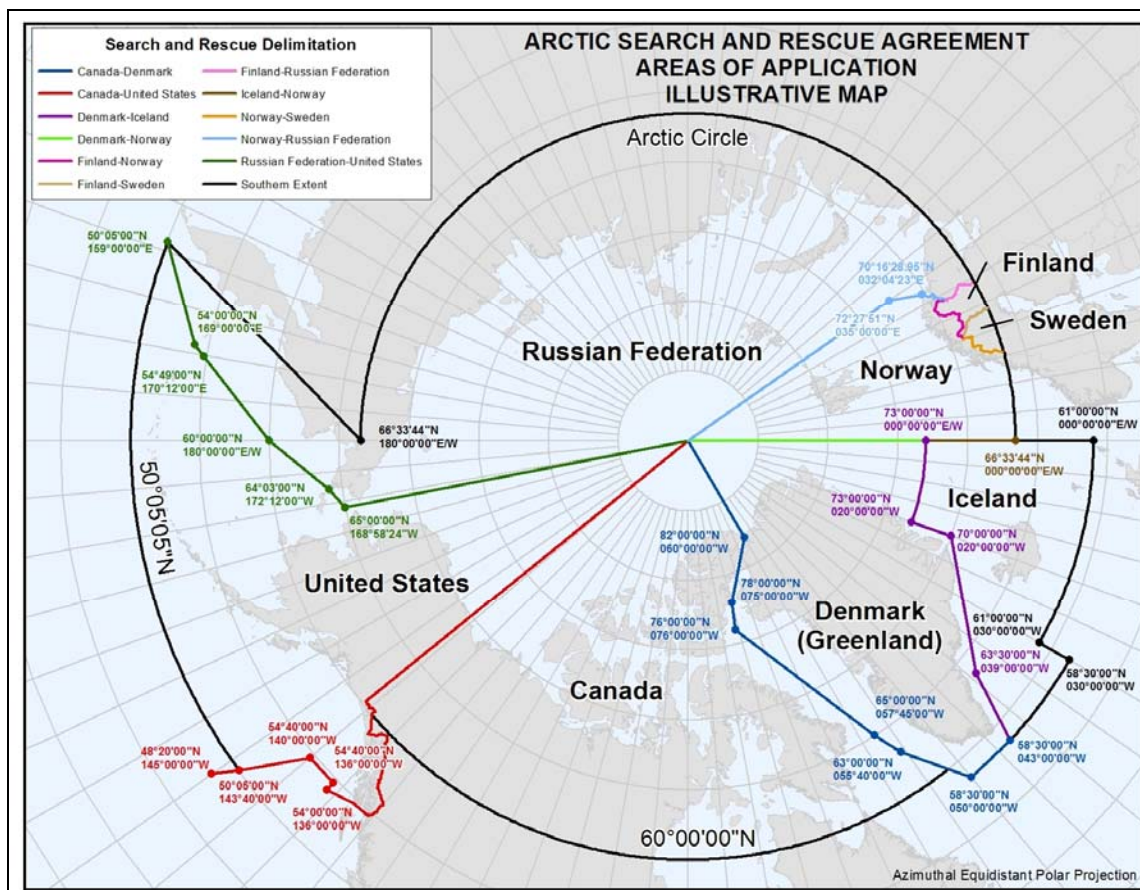 ARCTIC SEARCH AND RESCUE AGREEMENT
AREAS OF APPLICATION
ILLUSTRATIVE MAP
Search and Rescue Delimitation
Canada-Denmark
Canada-United States
Denmark-Iceland
Denmark-Norway
Finland-Norway
Finland-Sweden
Finland-Russian Federation
Iceland-Norway
Norway-Sweden
Norway-Russian Federation
Russian Federation-United States
Southern Extent
Arctic Circle
50°05'00"N
159°00'00"E
54°00'00"N
169°00'00"E
54°49'00"N
170°12'00"E
60°00'00"N
180°00'00"E/W
64°03'00"N
172°12'00"W
65°00'00"N
168°58'24"W
66°33'44"N
180°00'00"E/W
50°05'05"N
Russian Federation
70°16'28.95"N
032°04'23"E
72°27'51"N
035°00'00"E
Finland
Sweden
Norway
73°00'00"N
000°00'00"E/W
61°00'00"N
000°00'00"E/W
66°33'44"N
000°00'00"E/W
Iceland
73°00'00"N
020°00'00"W
70°00'00"N
020°00'00"W
82°00'00"N
060°00'00"W
78°00'00"N
075°00'00"W
76°00'00"N
076°00'00"W
United States
Denmark
(Greenland)
61°00'00"N
030°00'00"W
58°30'00"N
030°00'00"W
63°30'00"N
039°00'00"W
Canada
65°00'00"N
057°45'00"W
63°00'00"N
055°40'00"W
58°30'00"N
043°00'00"W
58°30'00"N
050°00'00"W
48°20'00"N
145°00'00"W
50°05'00"N
143°40'00"W
54°40'00"N
140°00'00"W
54°40'00"N
136°00'00"W
54°00'00"N
136°00'00"W
60°00'00"N
Azimuthal Equidistant Polar Projection